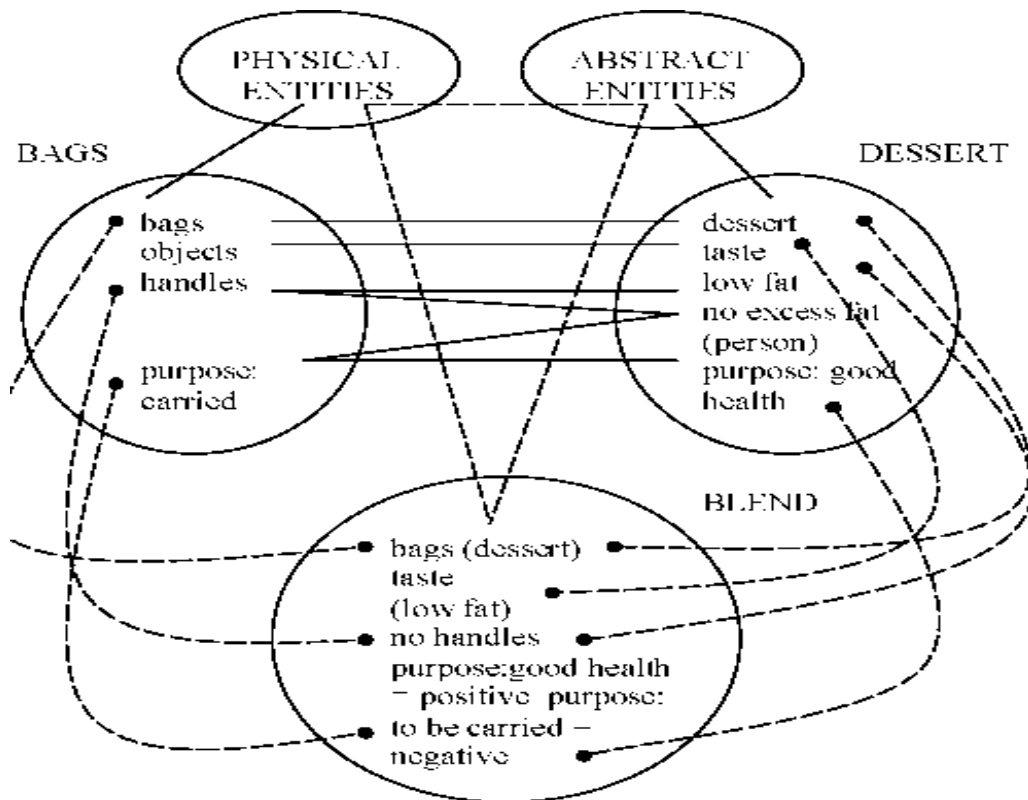 PHYSICAL
ENTITIES
ABSTRACT
ENTITIES
BAGS
DESSERT
bags
objects
handles
purpose:
carried
dessert
taste
low fat
no excess fat
(person)
purpose: good
health
BLEND
bags (dessert)
taste
(low fat)
no handles
purpose:good health
– positive purpose:
to be carried –
negative